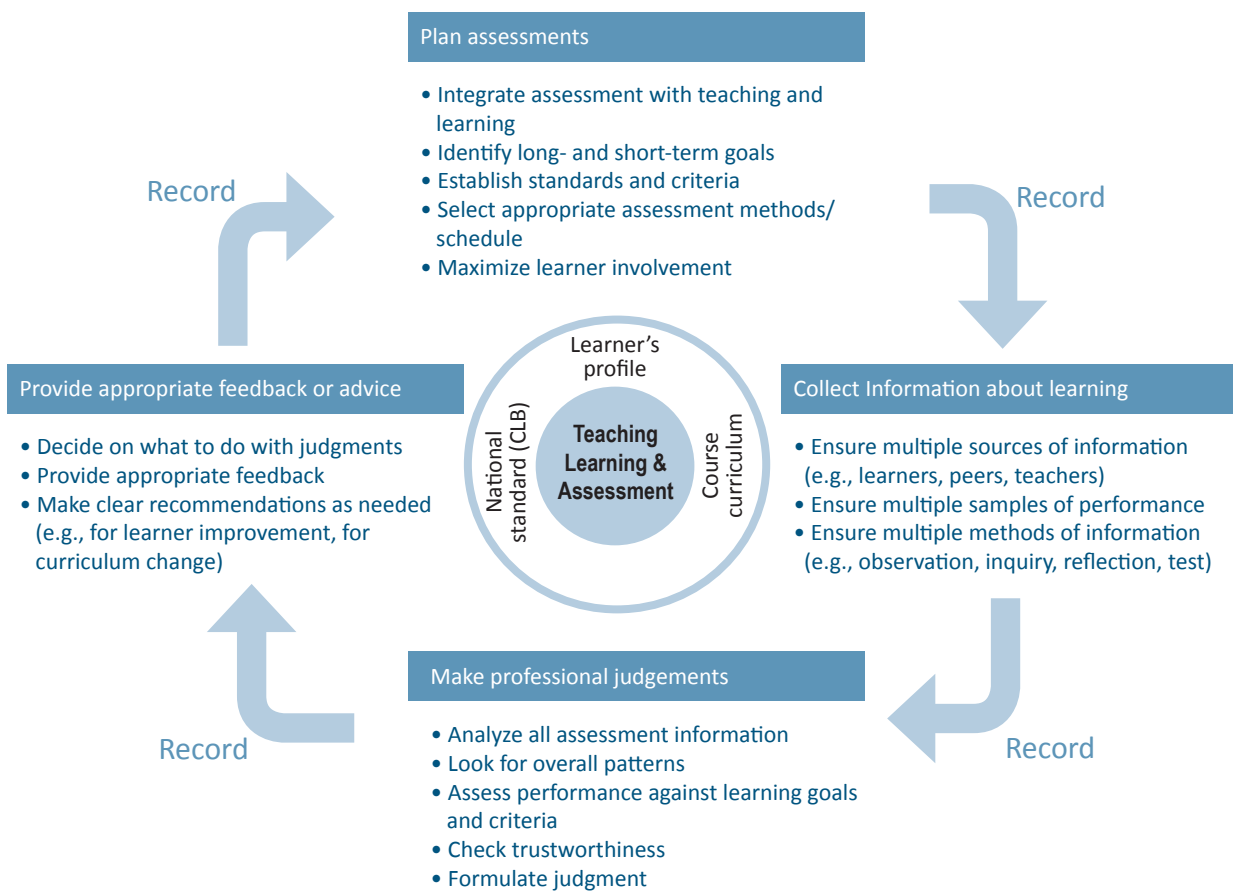 Plan assessments
• Integrate assessment with teaching and
learning
• Identify long- and short-term goals
• Establish standards and criteria
• Select appropriate assessment methods/
schedule
• Maximize learner involvement
Record
Record
Provide appropriate feedback or advice
• Decide on what to do with judgments
• Provide appropriate feedback
• Make clear recommendations as needed
(e.g., for learner improvement, for
curriculum change)
Learner's
profile
National
standard (CLB)
Teaching
Learning &
Assessment
Course
curriculum
Collect Information about learning
• Ensure multiple sources of information
(e.g., learners, peers, teachers)
• Ensure multiple samples of performance
• Ensure multiple methods of information
(e.g., observation, inquiry, reflection, test)
Record
Record
Make professional judgements
• Analyze all assessment information
• Look for overall patterns
• Assess performance against learning goals
and criteria
• Check trustworthiness
• Formulate judgment